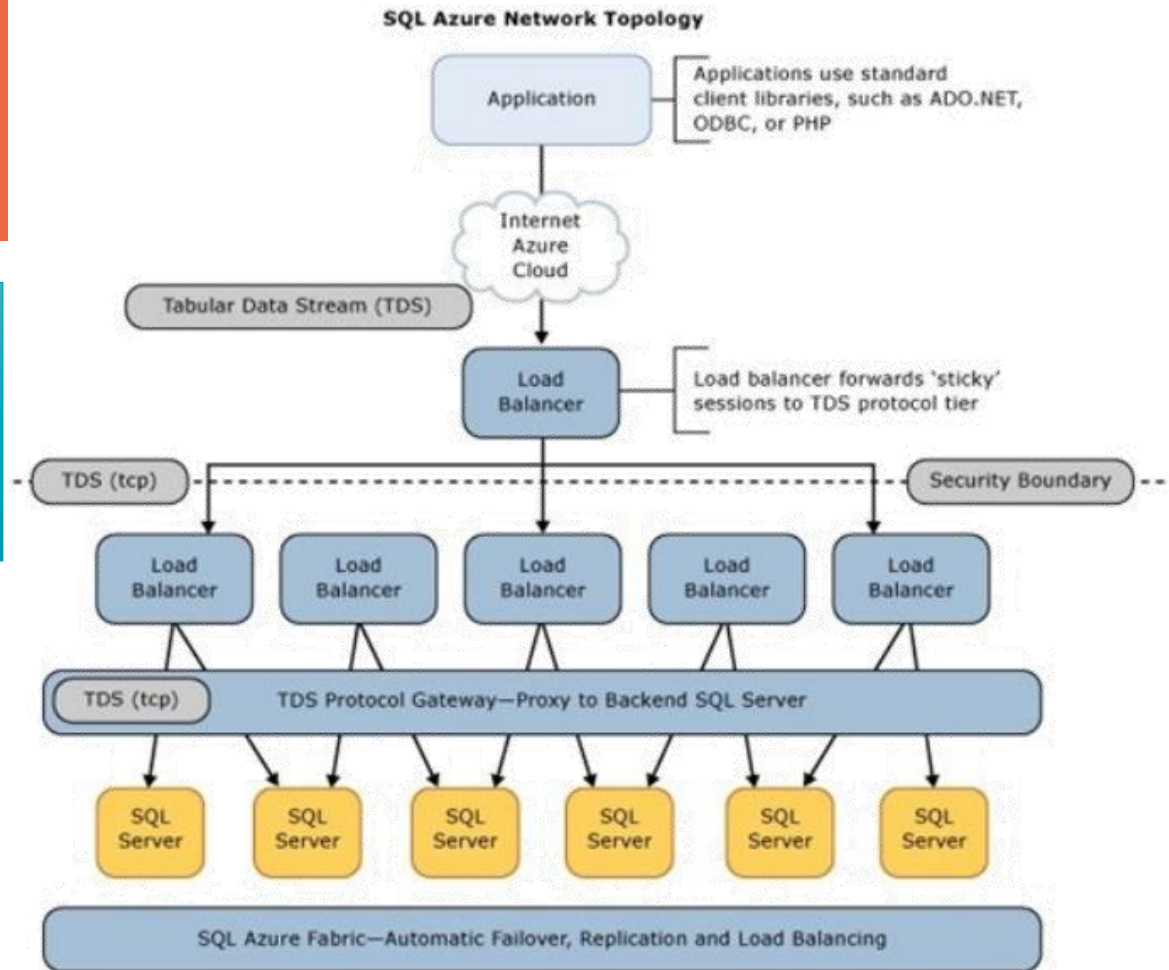 SQL Azure Network Topology
Application
Applications use standard
client libraries, such as ADO.NET,
ODBC, or PHP
Internet
Azure
Cloud
Tabular Data Stream (TDS)
Load
Balancer
Load balancer forwards ‘sticky’
sessions to TDS protocol tier
TDS (tcp)
Security Boundary
Load
Balancer
Load
Balancer
Load
Balancer
Load
Balancer
Load
Balancer
TDS (tcp)
TDS Protocol Gateway—Proxy to Backend SQL Server
SQL
Server
SQL
Server
SQL
Server
SQL
Server
SQL
Server
SQL
Server
SQL Azure Fabric—Automatic Failover, Replication and Load Balancing